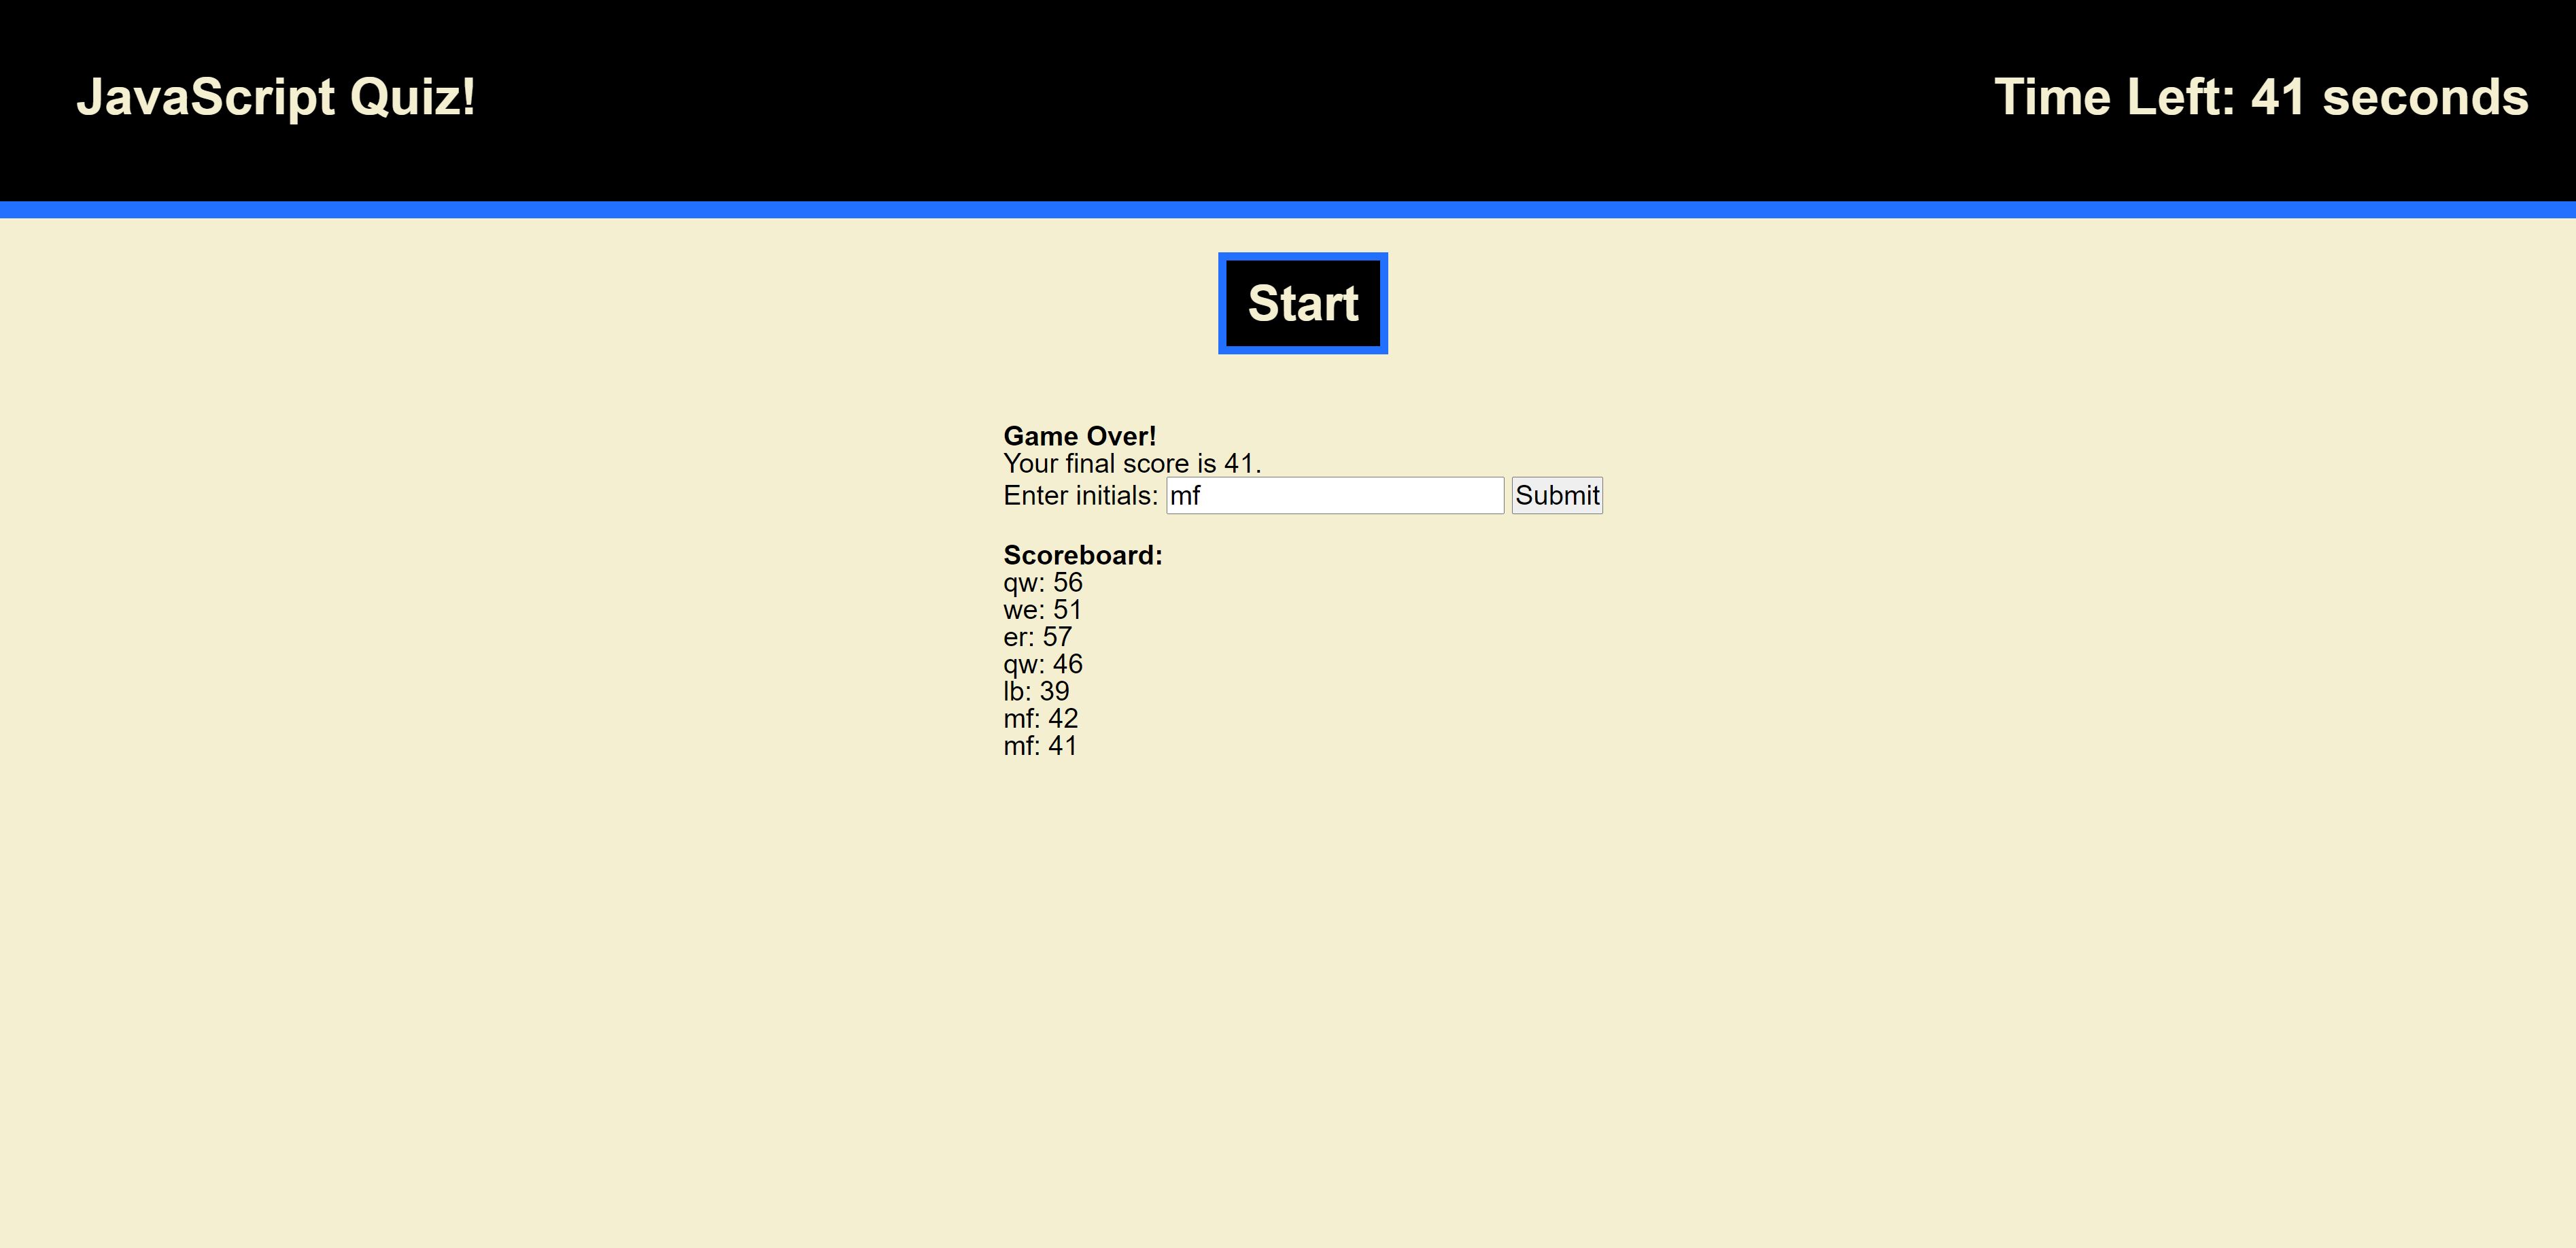 JavaScript Quiz!
Time Left: 41 seconds
Start
Game Over!
Your final score is 41.
Enter initials: mf Submit
Scoreboard:
qw: 56
we: 51
er: 57
qw: 46
lb: 39
mf: 42
mf: 41